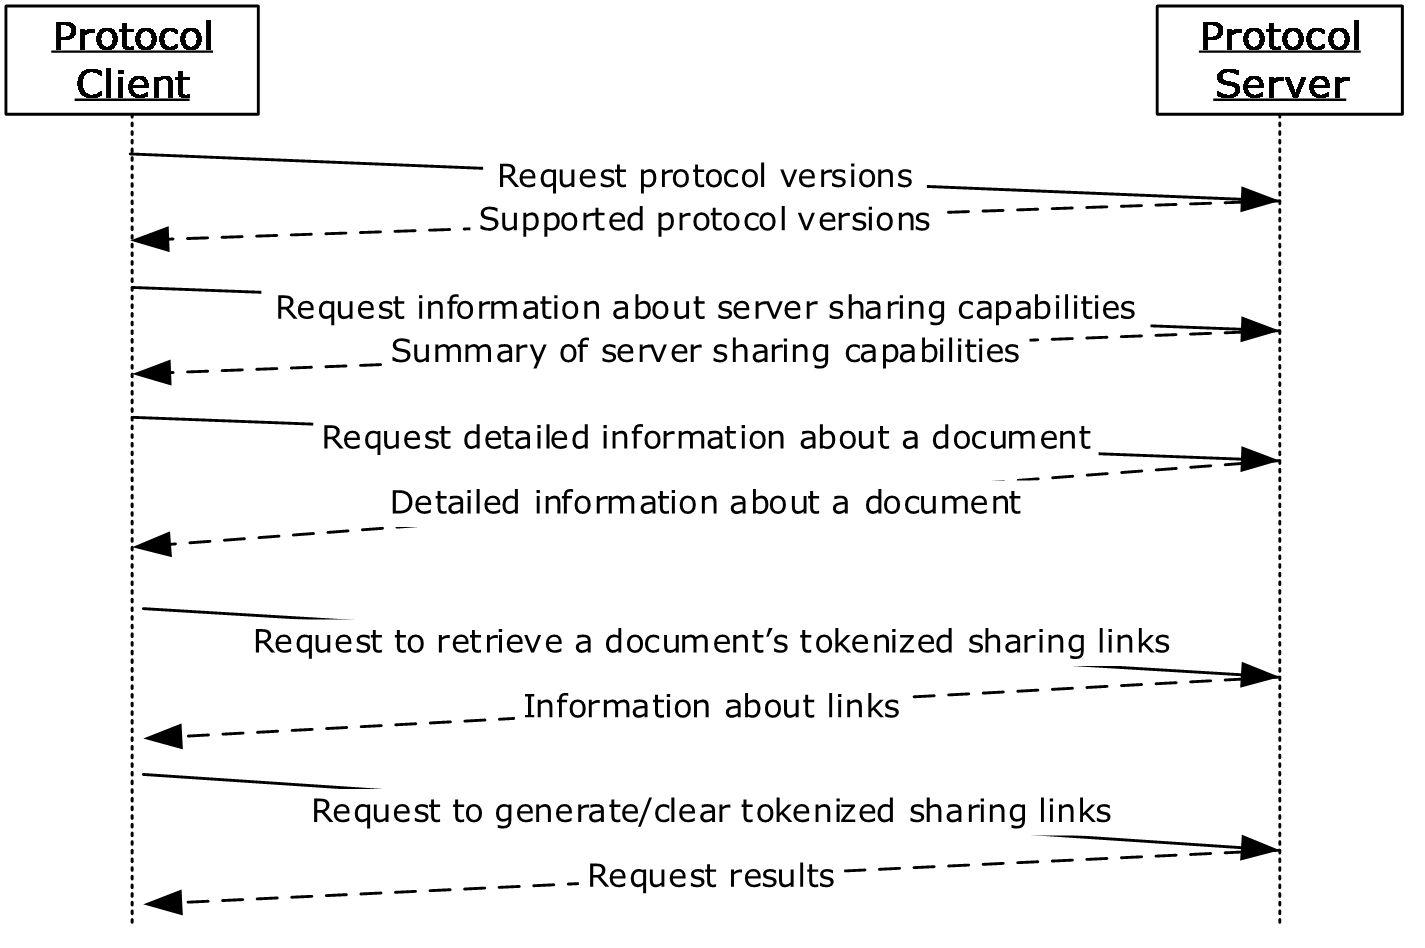 Protocol
Client
Protocol
Server
Request protocol versions
Supported protocol versions
Request information about server sharing capabilities
Summary of server sharing capabilities
Request detailed information about a document
Detailed information about a document
Request to retrieve a document’s tokenized sharing links
Information about links
Request to generate/clear tokenized sharing links
Request results